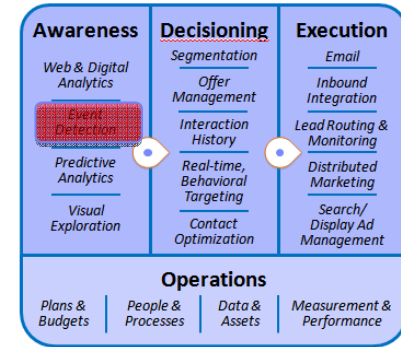 Awareness
Web & Digital
Analytics
Event
Detection
Predictive
Analytics
Visual
Exploration
Decisioning
Segmentation
Offer
Management
Interaction
History
Real-time,
Behavioral
Targeting
Contact
Optimization
Execution
Email
Inbound
Integration
Lead Routing &
Monitoring
Distributed
Marketing
Search/
Display Ad
Management
Operations
Plans &
Budgets
People &
Processes
Data &
Assets
Measurement &
Performance